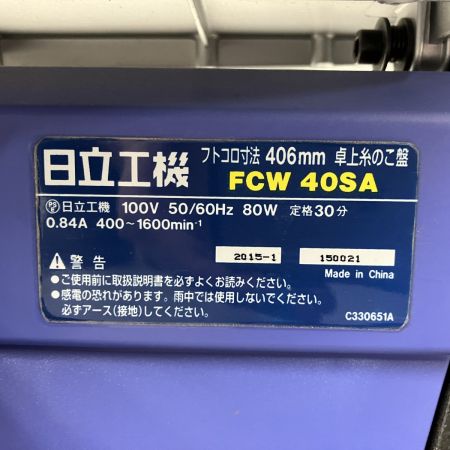 日立工機 フトコロ寸法 406mm 卓上糸のこ盤
FCW 40SA
PSE 日立工機 100V 50/60Hz 80W 定格30分
0.84A 400～1600min⁻¹
2015-1 150021
⚠警告 Made in China
●ご使用前に取扱説明書を必ずよくお読みください。
●感電の恐れがあります。雨中では使用しないでください。
必ずアース(接地)してください。
C330651A